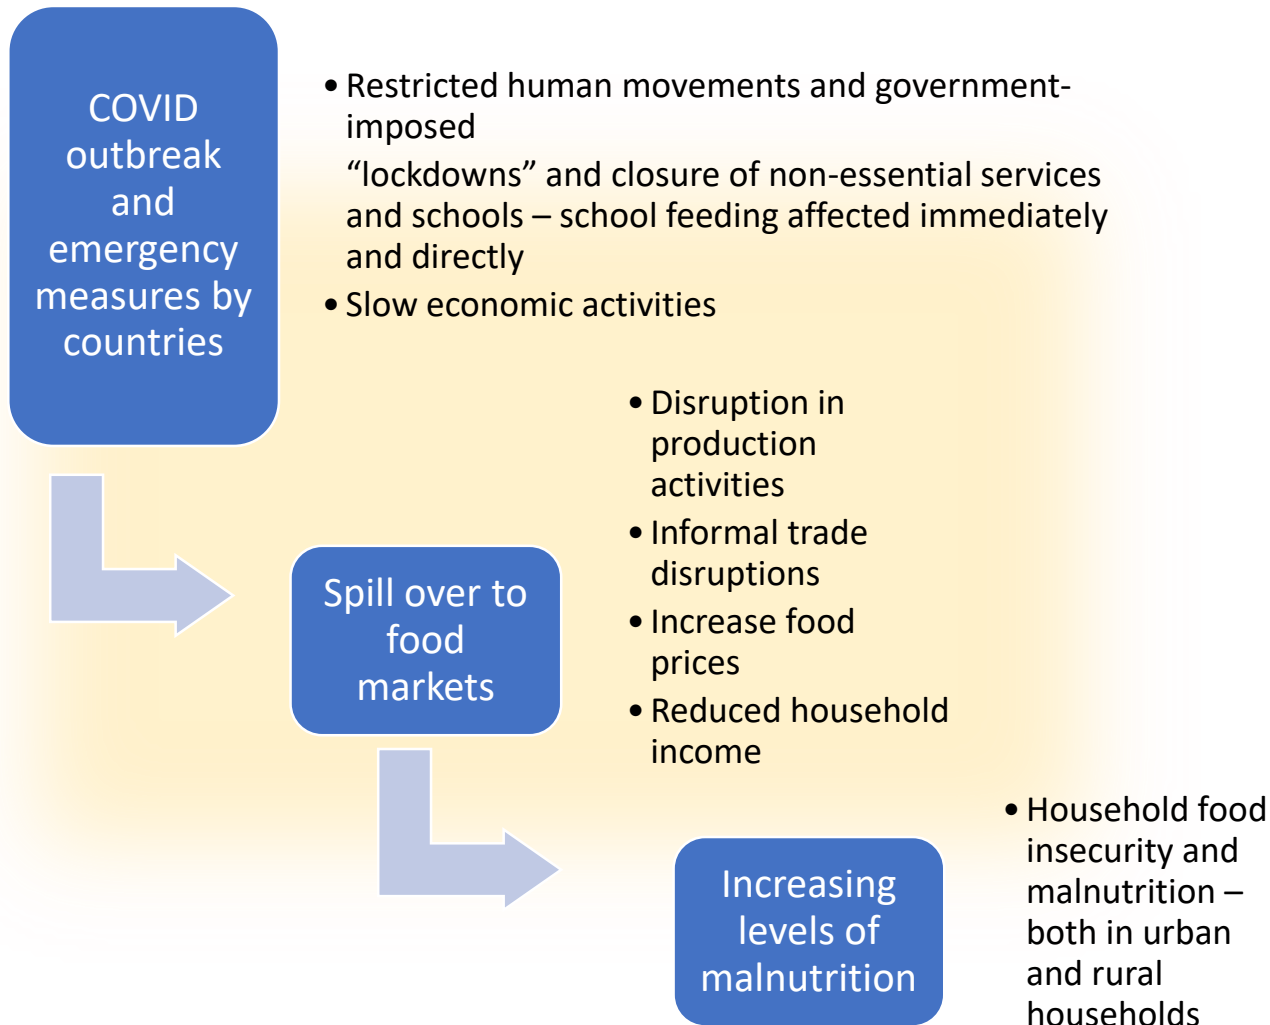 COVID
outbreak
and
emergency
measures by
countries
• Restricted human movements and government-
imposed
“lockdowns” and closure of non-essential services
and schools – school feeding affected immediately
and directly
• Slow economic activities
Spill over to
food
markets
• Disruption in
production
activities
• Informal trade
disruptions
• Increase food
prices
• Reduced household
income
Increasing
levels of
malnutrition
• Household food
insecurity and
malnutrition –
both in urban
and rural
households